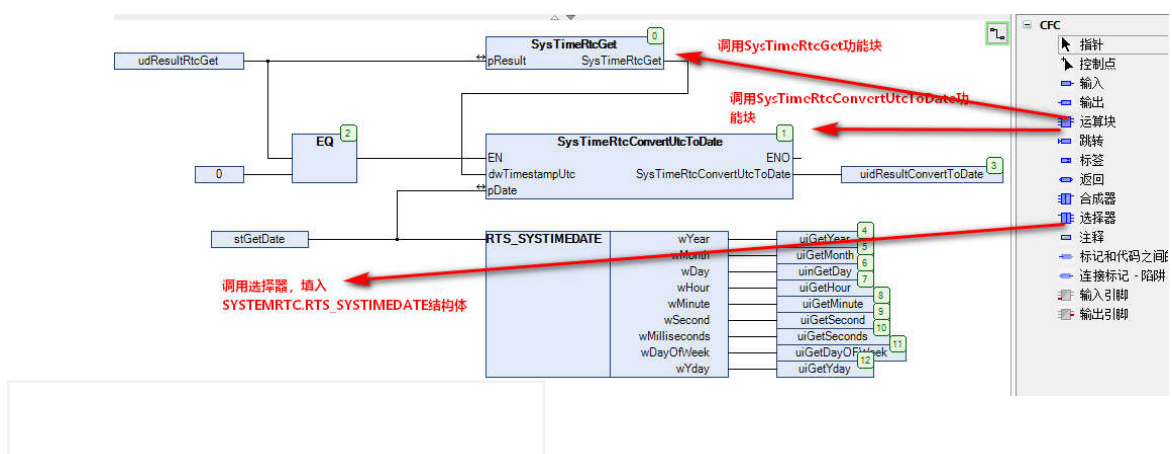 CFC
指针
控制点
输入
输出
运算块
跳转
标签
返回
合成器
选择器
注释
标记和代码之间
连接标记 - 陷阱
输入引脚
输出引脚
0
SysTimeRtcGet
udResultRtcGet
pResult
SysTimeRtcGet
调用SysTimeRtcGet功能块
调用SysTimeRtcConvertUtcToDate功
能块
2
EQ
0
1
SysTimeRtcConvertUtcToDate
EN
ENO
dwTimestampUtc
SysTimeRtcConvertUtcToDate
pDate
3
uidResultConvertToDate
stGetDate
RTS_SYSTIMEDATE
wYear
uiGetYear
4
wMonth
uiGetMonth
5
wDay
uinGetDay
6
wHour
uiGetHour
7
wMinute
uiGetMinute
8
wSecond
uiGetSecond
9
wMilliseconds
uiGetSeconds
10
wDayOfWeek
uiGetDayOFWeek
11
wYday
uiGetYday
12
调用选择器，填入
SYSTEMRTC.RTS_SYSTIMEDATE结构体